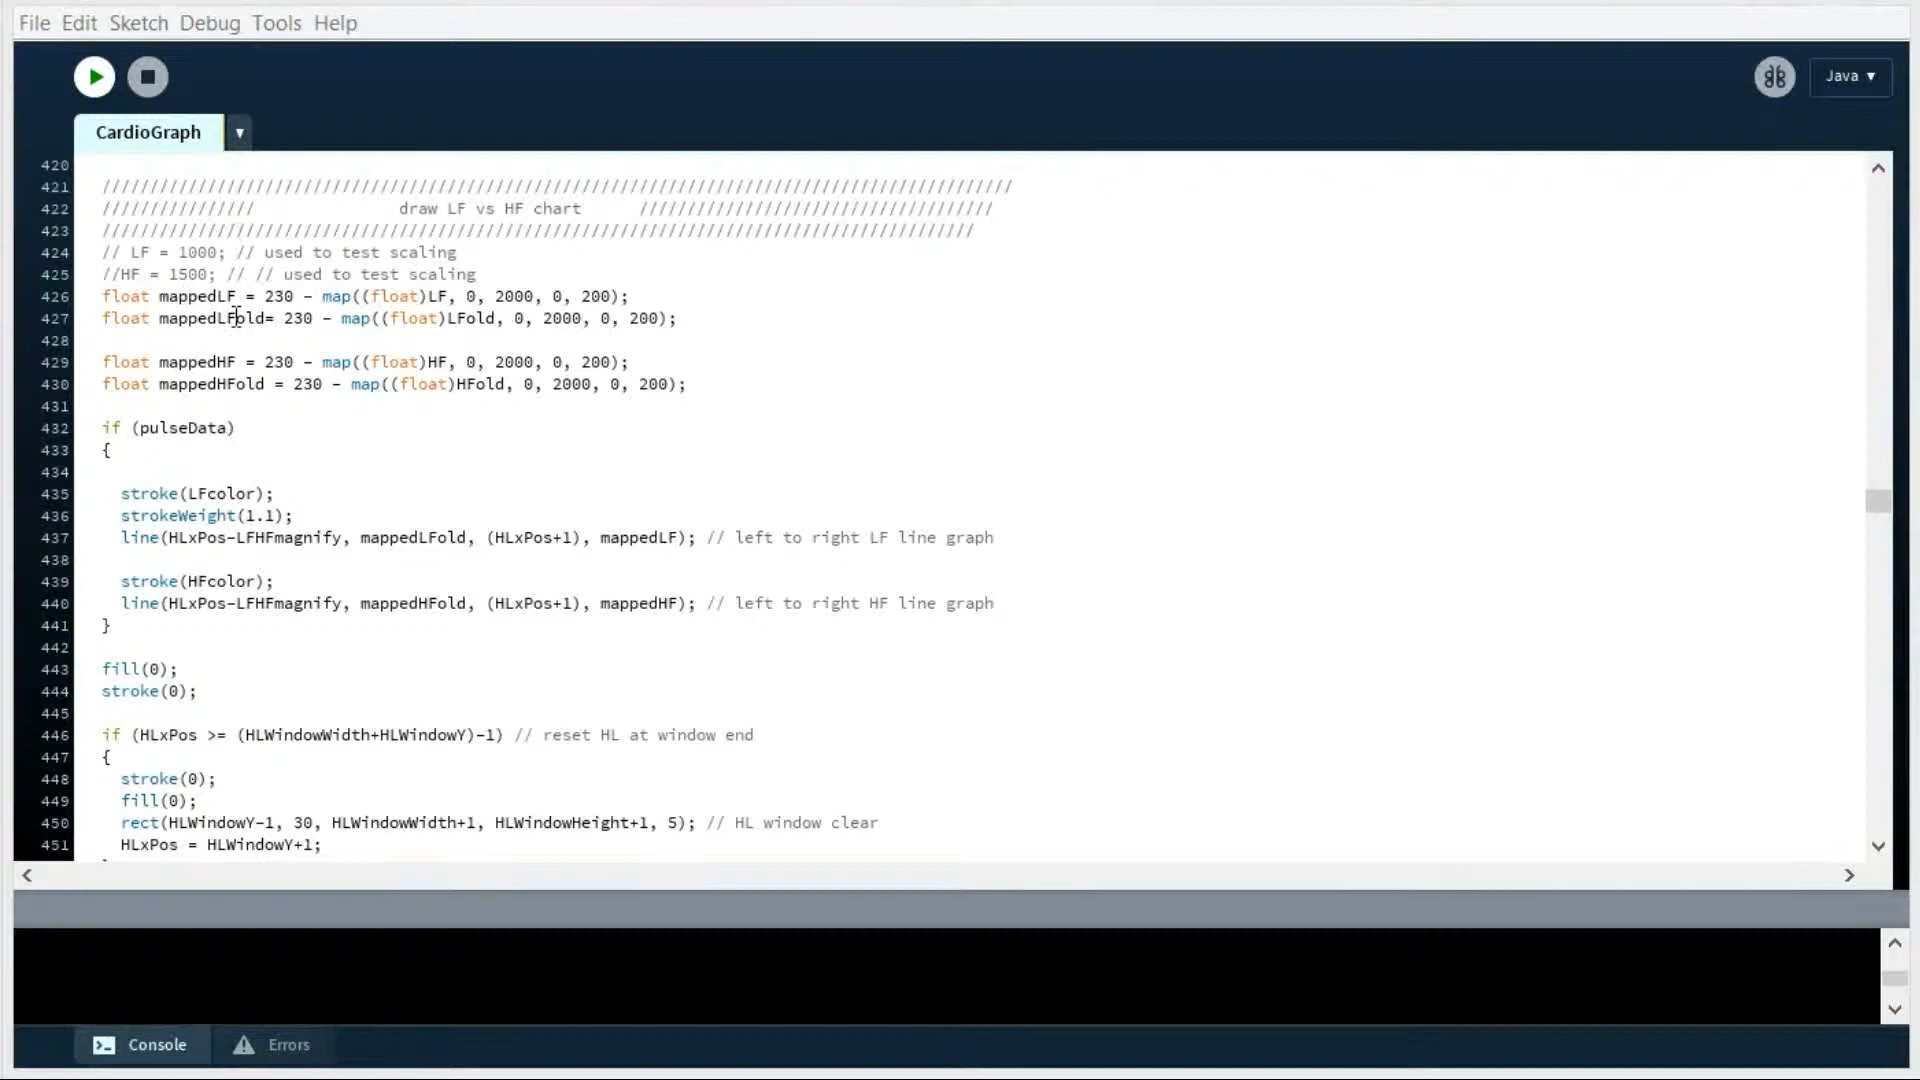 File Edit Sketch Debug Tools Help
Java ▼
CardioGraph ▼
420
421 ///////////////////////////////////////////////////////////////////////////////////////////////
422 ////////////////               draw LF vs HF chart      /////////////////////////////////////
423 ///////////////////////////////////////////////////////////////////////////////////////////
424 // LF = 1000; // used to test scaling
425 //HF = 1500; // // used to test scaling
426 float mappedLF = 230 - map((float)LF, 0, 2000, 0, 200);
427 float mappedLFold= 230 - map((float)LFold, 0, 2000, 0, 200);
428
429 float mappedHF = 230 - map((float)HF, 0, 2000, 0, 200);
430 float mappedHFold = 230 - map((float)HFold, 0, 2000, 0, 200);
431
432 if (pulseData)
433 {
434
435 stroke(LFcolor);
436 strokeWeight(1.1);
437 line(HLxPos-LFHFmagnify, mappedLFold, (HLxPos+1), mappedLF); // left to right LF line graph
438
439 stroke(HFcolor);
440 line(HLxPos-LFHFmagnify, mappedHFold, (HLxPos+1), mappedHF); // left to right HF line graph
441 }
442
443 fill(0);
444 stroke(0);
445
446 if (HLxPos >= (HLWindowWidth+HLWindowY)-1) // reset HL at window end
447 {
448 stroke(0);
449 fill(0);
450 rect(HLWindowY-1, 30, HLWindowWidth+1, HLWindowHeight+1, 5); // HL window clear
451 HLxPos = HLWindowY+1;
Console Errors